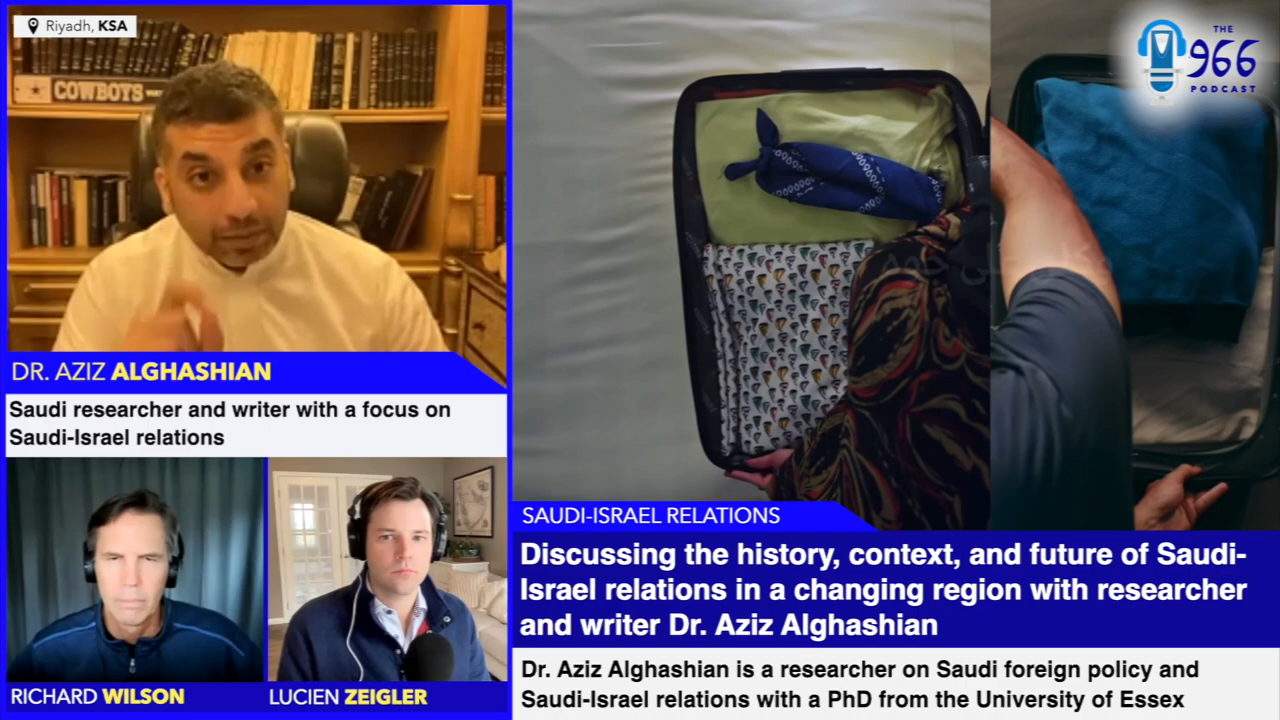 Riyadh, KSA
COWBOYS
DR. AZIZ ALGHASHIAN
Saudi researcher and writer with a focus on
Saudi-Israel relations
RICHARD WILSON
LUCIEN ZEIGLER
THE
966
PODCAST
SAUDI-ISRAEL RELATIONS
Discussing the history, context, and future of Saudi-
Israel relations in a changing region with researcher
and writer Dr. Aziz Alghashian
Dr. Aziz Alghashian is a researcher on Saudi foreign policy and
Saudi-Israel relations with a PhD from the University of Essex